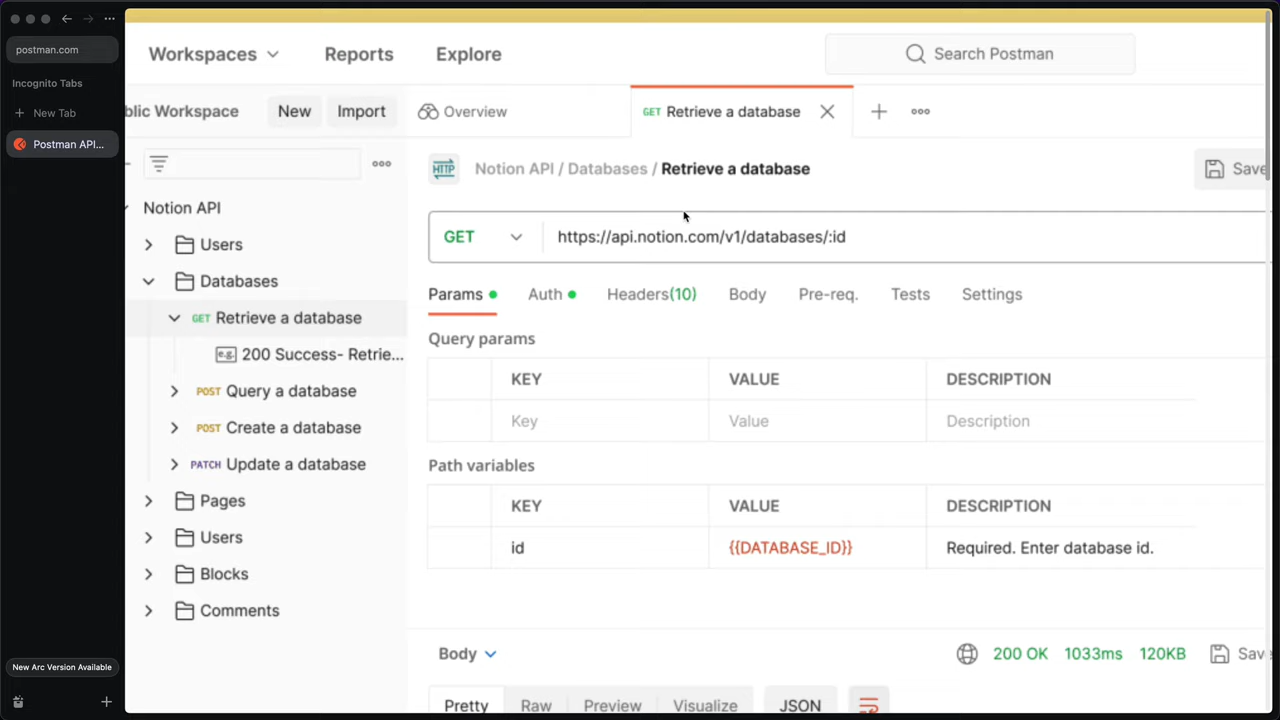 postman.com
Incognito Tabs
New Tab
Postman API...
New Arc Version Available
Workspaces
Reports
Explore
Search Postman
blic Workspace
New
Import
Overview
GET Retrieve a database
Notion API
Users
Databases
GET Retrieve a database
e.g. 200 Success- Retrie...
POST Query a database
POST Create a database
PATCH Update a database
Pages
Users
Blocks
Comments
HTTP
Notion API / Databases / Retrieve a database
Save
GET
https://api.notion.com/v1/databases/:id
Params
Auth
Headers(10)
Body
Pre-req.
Tests
Settings
Query params
KEY VALUE DESCRIPTION
Key Value Description
Path variables
KEY VALUE DESCRIPTION
id {{DATABASE_ID}} Required. Enter database id.
Body
200 OK 1033ms 120KB
Save
Pretty Raw Preview Visualize JSON